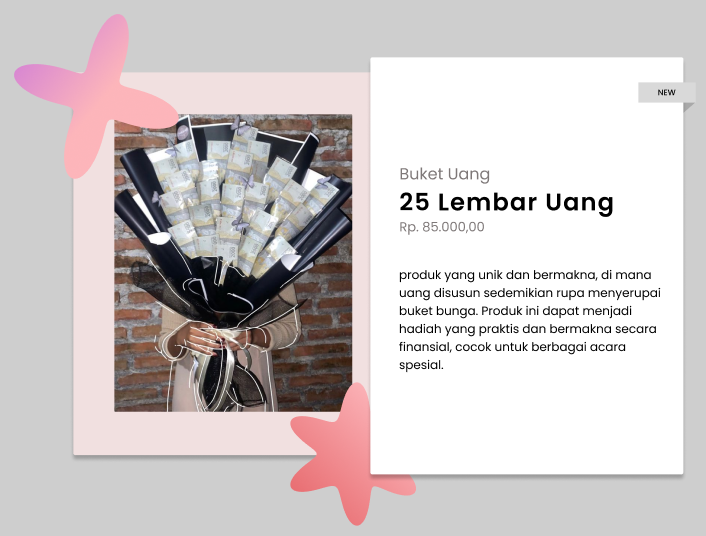 NEW
Buket Uang
25 Lembar Uang
Rp. 85.000,00
produk yang unik dan bermakna, di mana
uang disusun sedemikian rupa menyerupai
buket bunga. Produk ini dapat menjadi
hadiah yang praktis dan bermakna secara
finansial, cocok untuk berbagai acara
spesial.